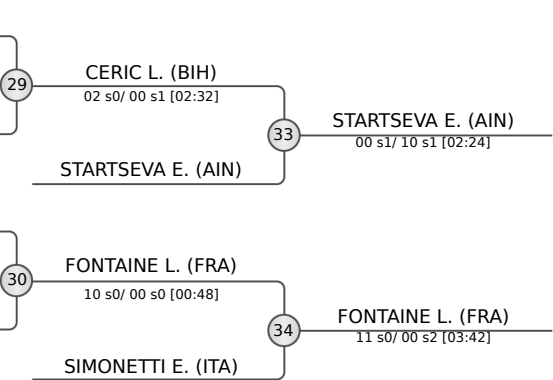 29
CERIC L. (BIH)
02 s0/ 00 s1 [02:32]
33
STARTSEVA E. (AIN)
00 s1/ 10 s1 [02:24]
STARTSEVA E. (AIN)
30
FONTAINE L. (FRA)
10 s0/ 00 s0 [00:48]
34
FONTAINE L. (FRA)
11 s0/ 00 s2 [03:42]
SIMONETTI E. (ITA)